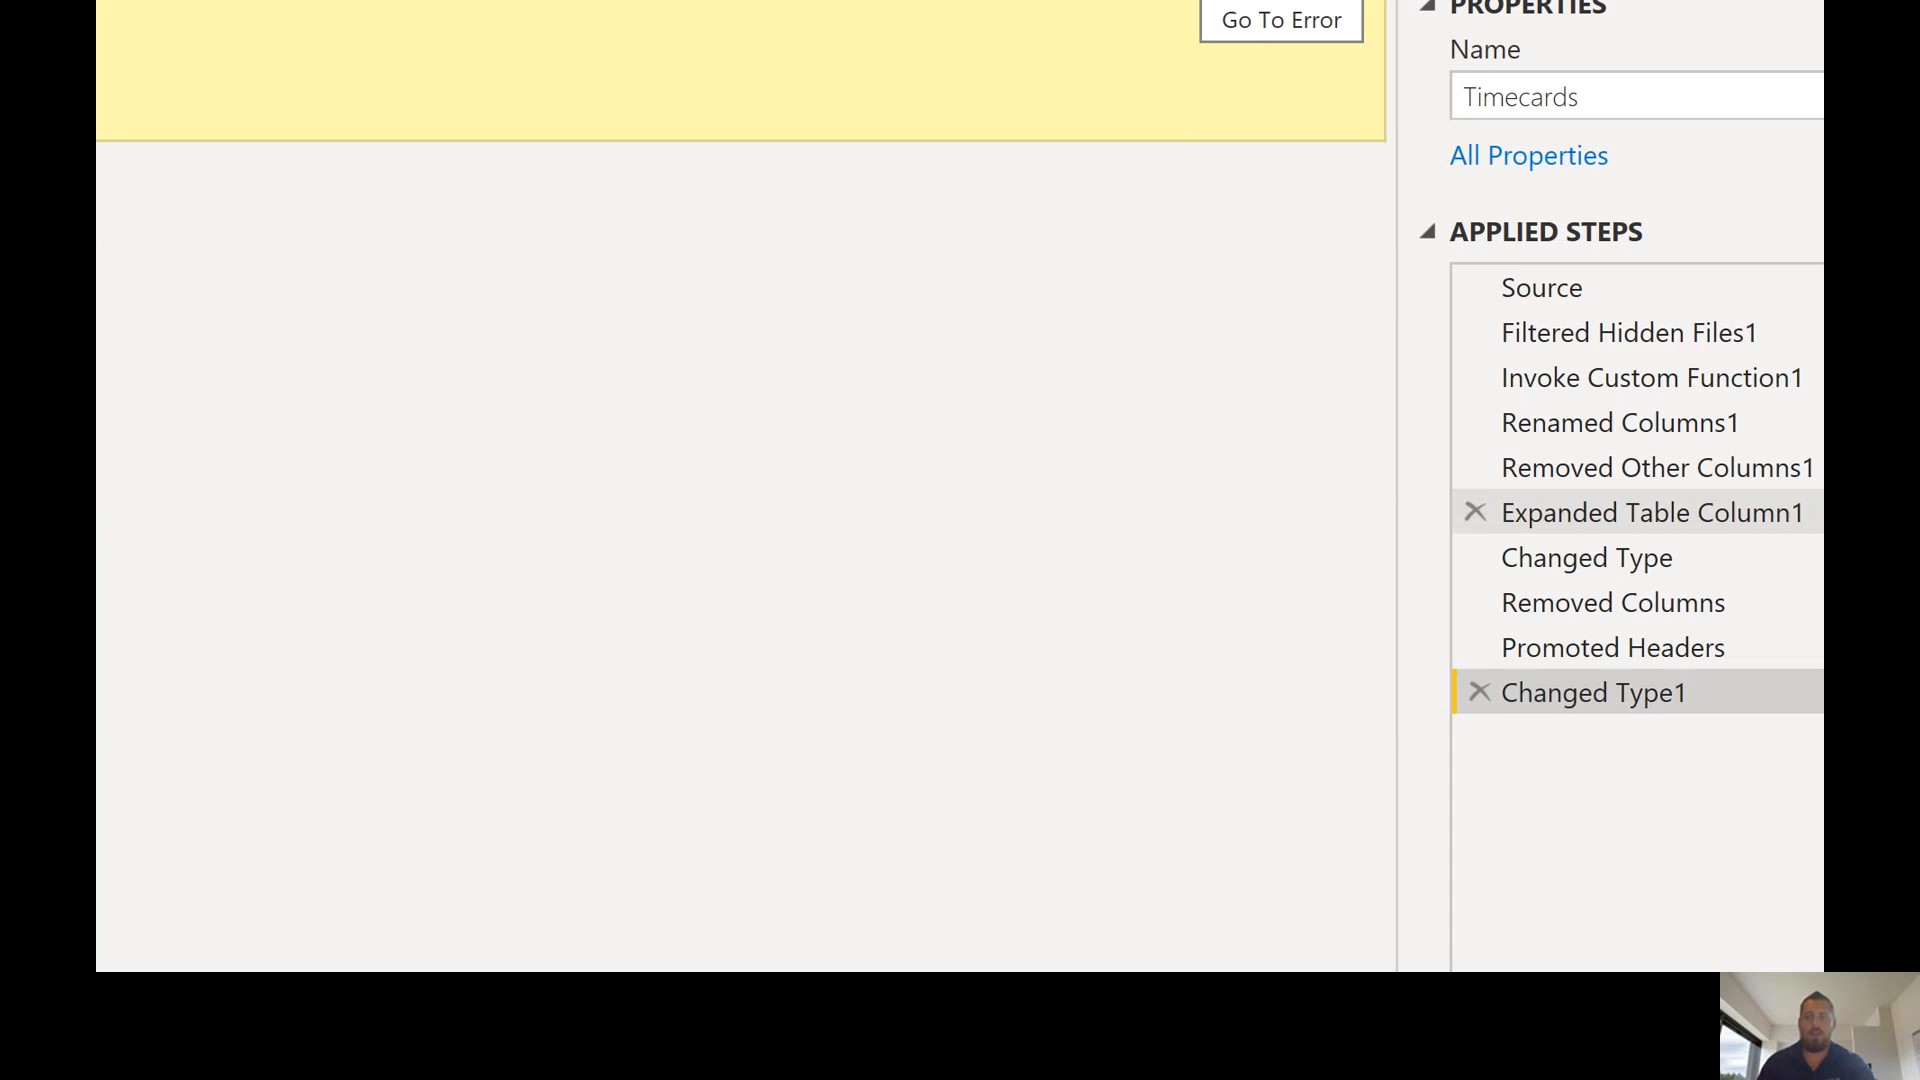 Go To Error
PROPERTIES
Name
Timecards
All Properties
APPLIED STEPS
Source
Filtered Hidden Files1
Invoke Custom Function1
Renamed Columns1
Removed Other Columns1
Expanded Table Column1
Changed Type
Removed Columns
Promoted Headers
Changed Type1